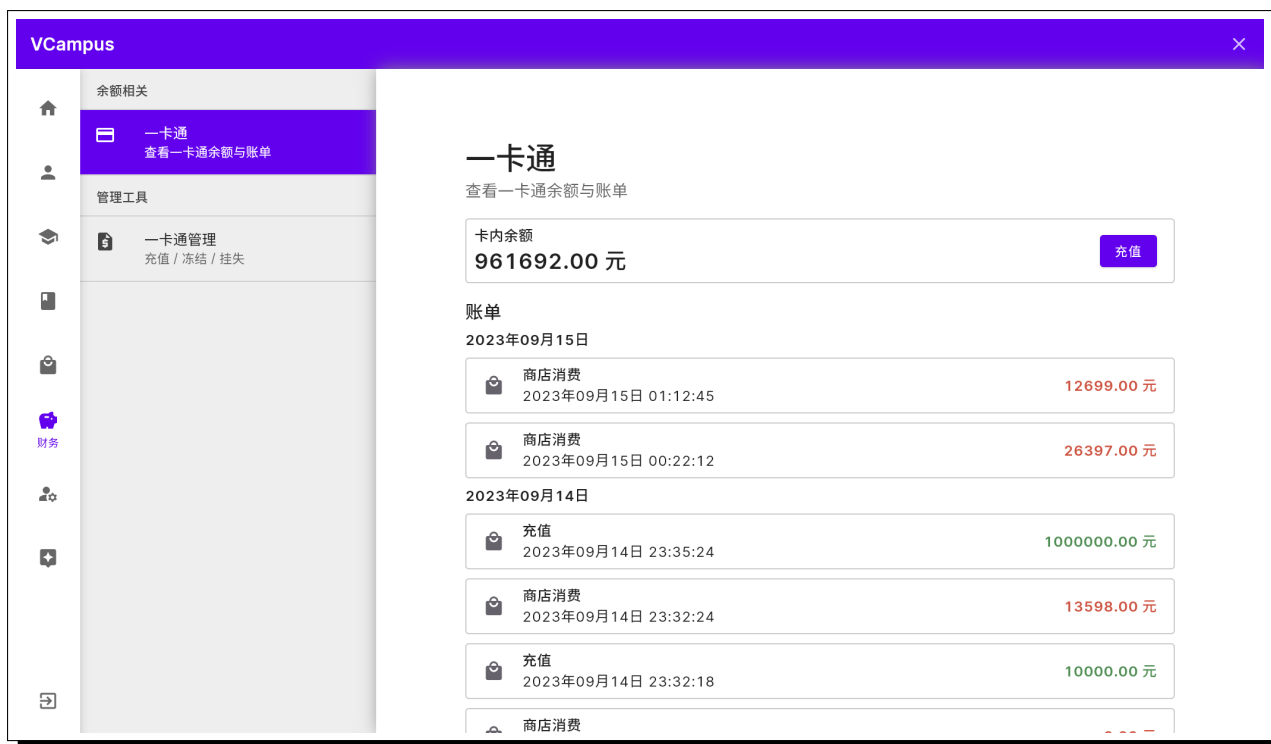 VCampus
余额相关
一卡通
查看一卡通余额与账单
管理工具
一卡通管理
充值 / 冻结 / 挂失
财务
一卡通
查看一卡通余额与账单
卡内余额
961692.00 元
充值
账单
2023年09月15日
商店消费
2023年09月15日 01:12:45
12699.00 元
商店消费
2023年09月15日 00:22:12
26397.00 元
2023年09月14日
充值
2023年09月14日 23:35:24
1000000.00 元
商店消费
2023年09月14日 23:32:24
13598.00 元
充值
2023年09月14日 23:32:18
10000.00 元
商店消费